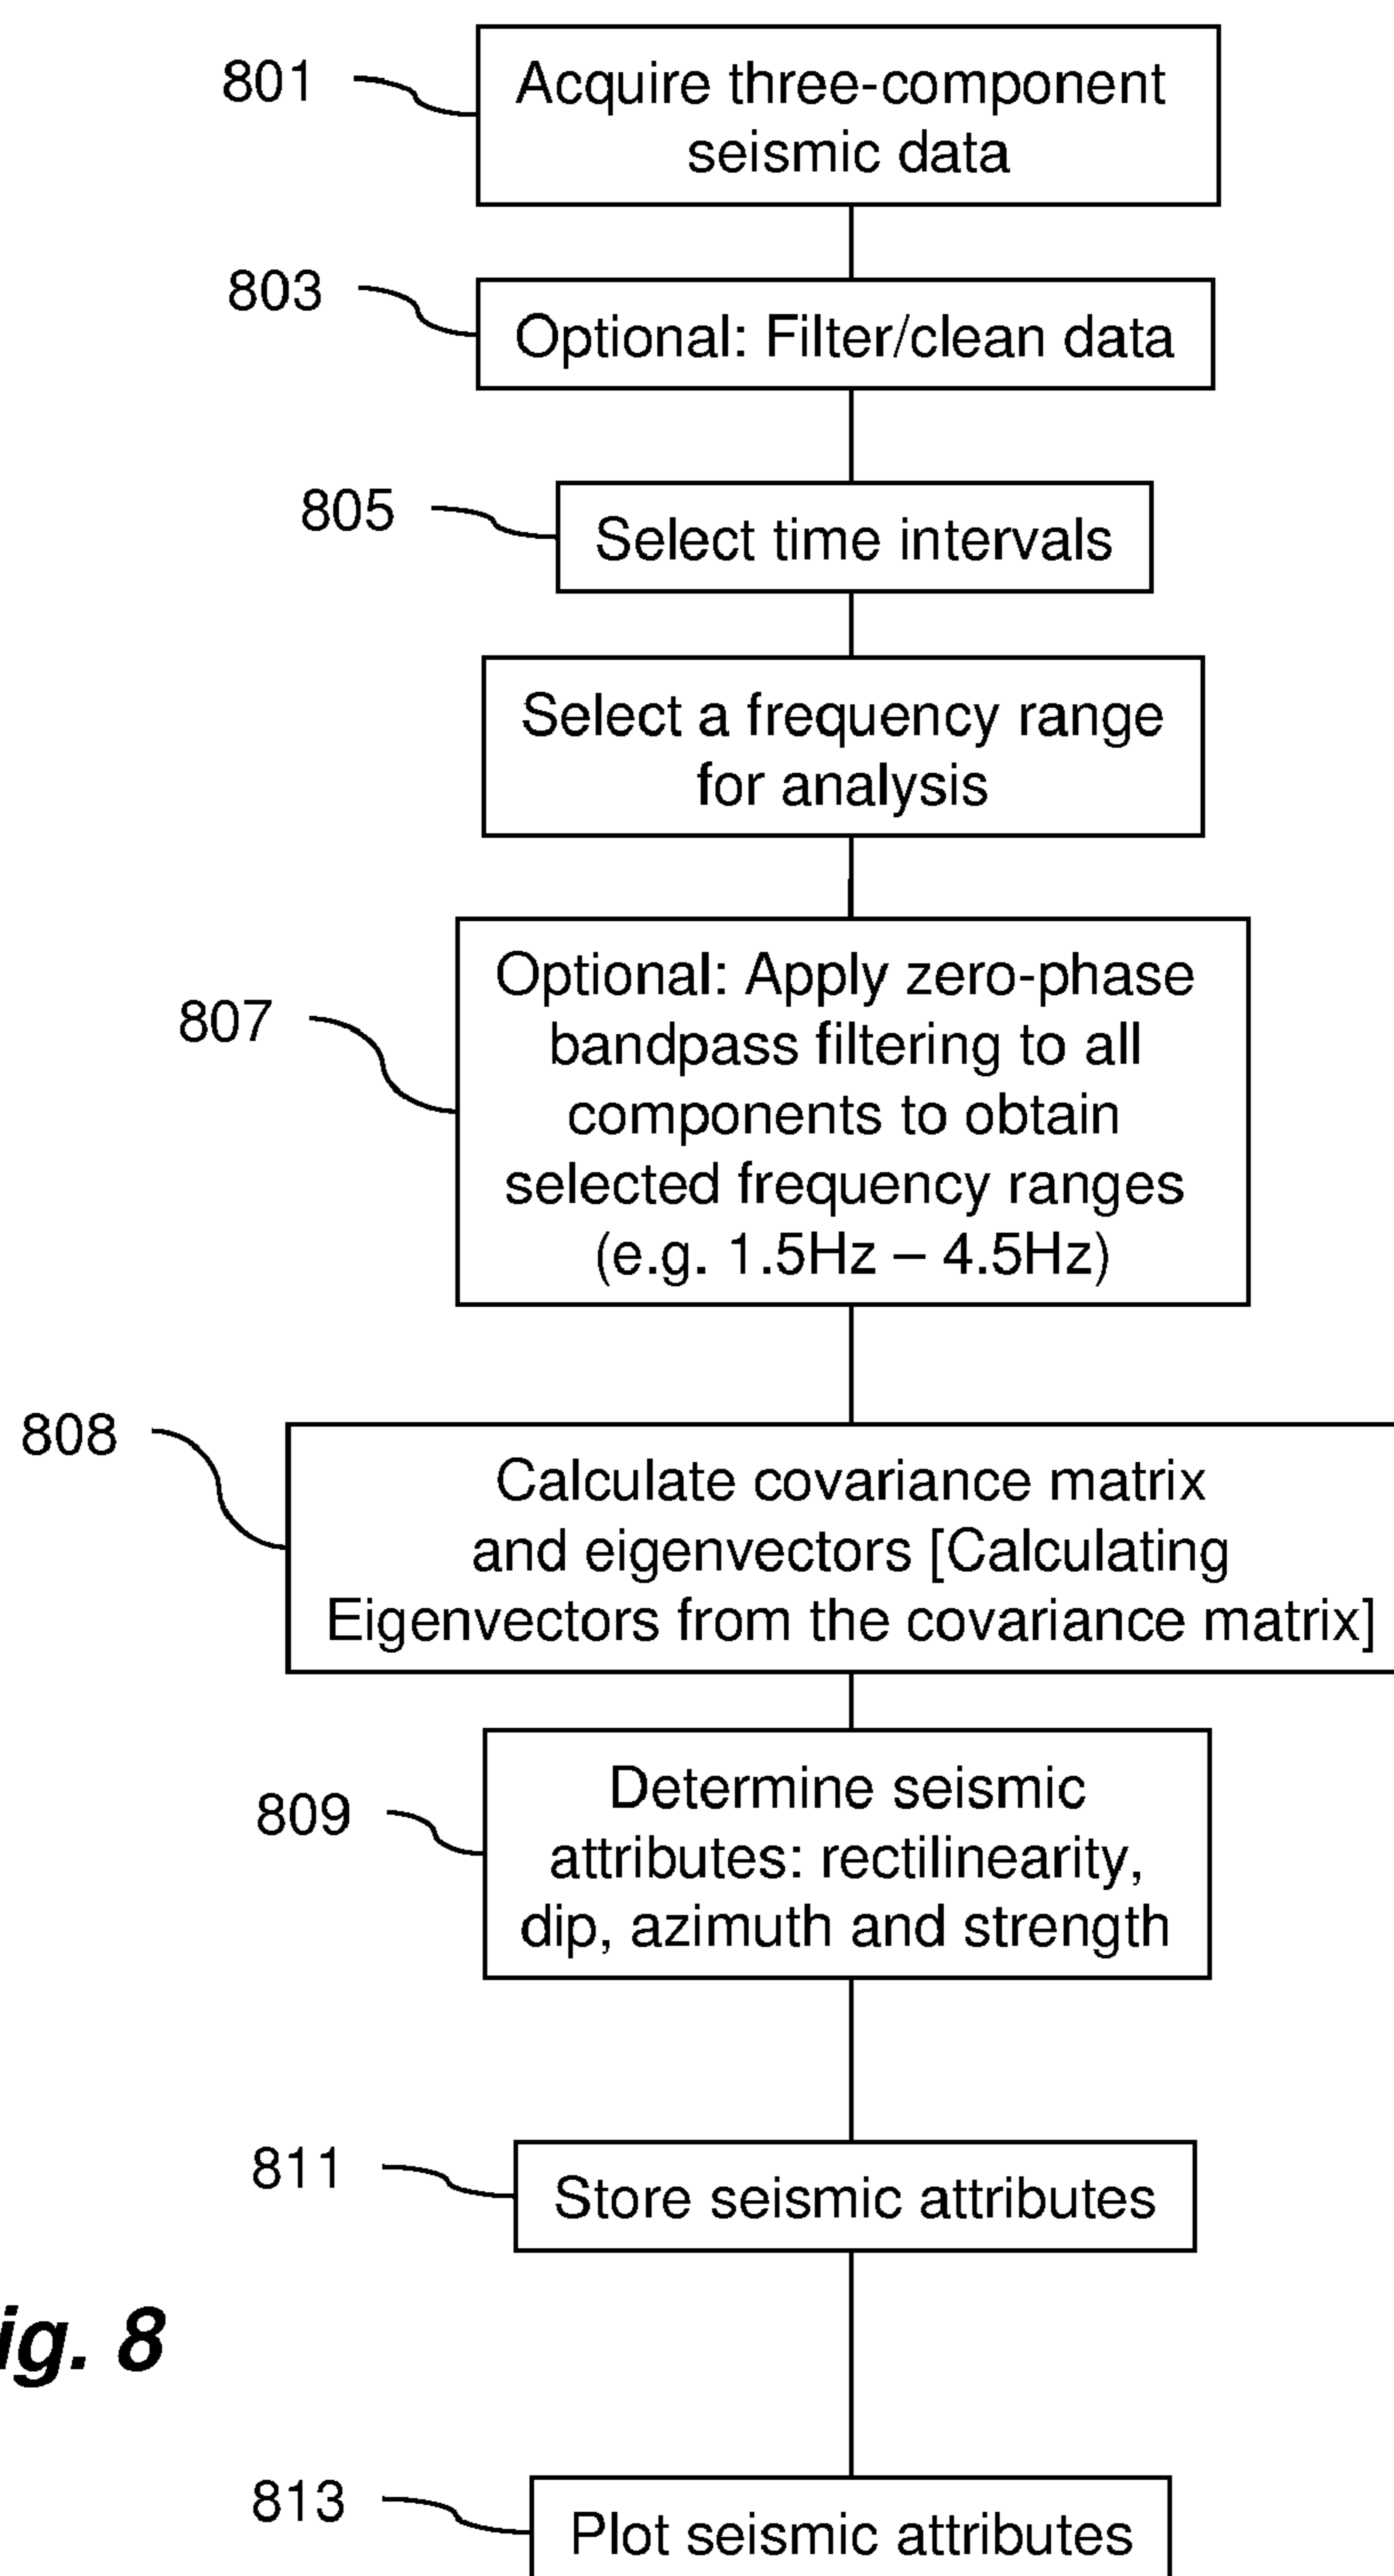 801
Acquire three-component
seismic data
803
Optional: Filter/clean data
805
Select time intervals
Select a frequency range
for analysis
807
Optional: Apply zero-phase
bandpass filtering to all
components to obtain
selected frequency ranges
(e.g. 1.5Hz – 4.5Hz)
808
Calculate covariance matrix
and eigenvectors [Calculating
Eigenvectors from the covariance matrix]
809
Determine seismic
attributes: rectilinearity,
dip, azimuth and strength
811
Store seismic attributes
ig. 8
813
Plot seismic attributes